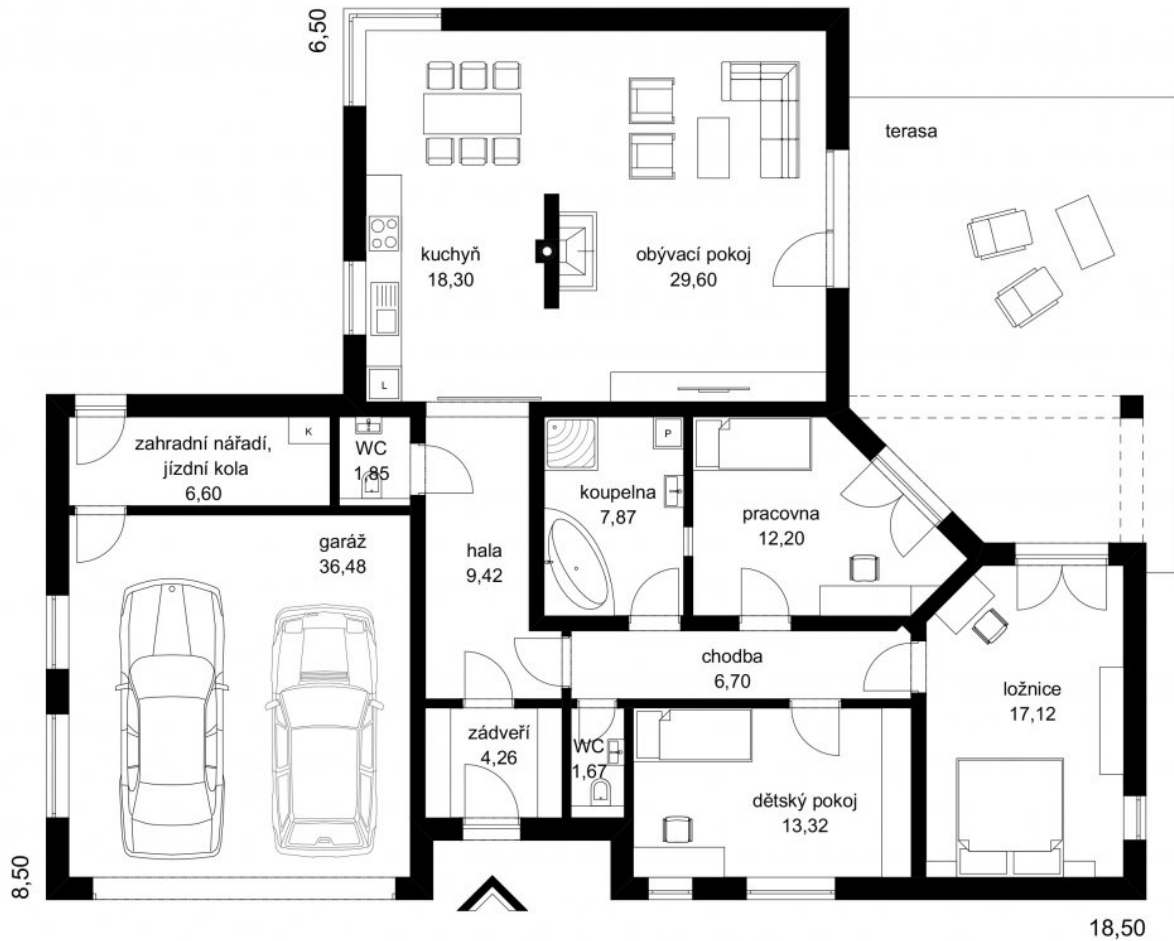 6,50
terasa
kuchyň
18,30
obývací pokoj
29,60
L
zahradní nářadí,
jízdní kola
6,60
K
WC
1,85
P
koupelna
7,87
pracovna
12,20
garáž
36,48
hala
9,42
chodba
6,70
ložnice
17,12
zádveří
4,26
WC
1,67
dětský pokoj
13,32
8,50
18,50